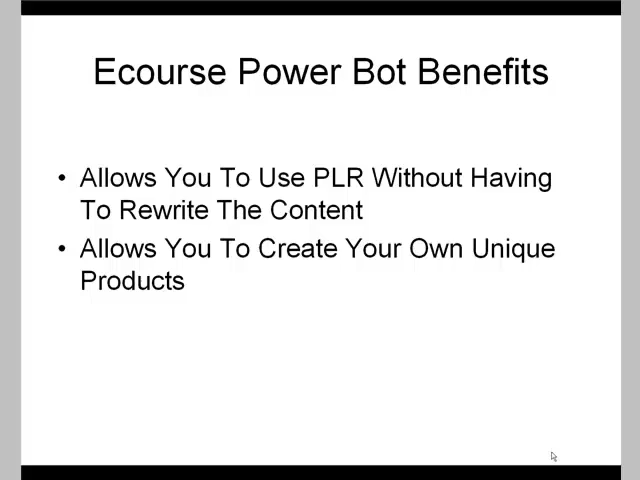 Ecourse Power Bot Benefits
• Allows You To Use PLR Without Having
To Rewrite The Content
• Allows You To Create Your Own Unique
Products